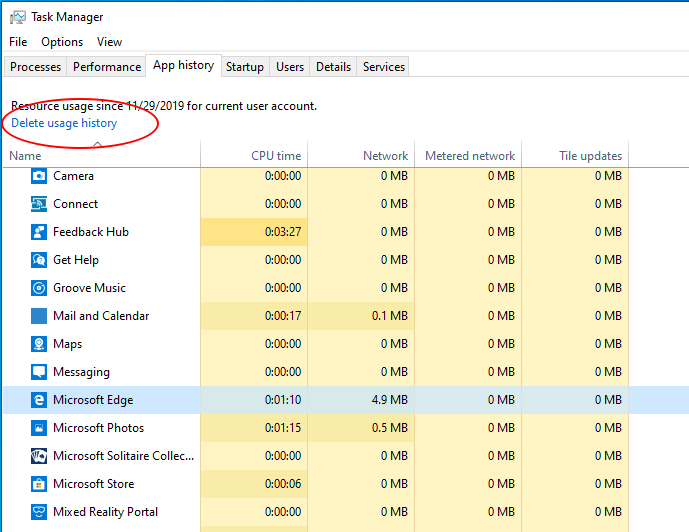 Task Manager
File Options View
Processes Performance App history Startup Users Details Services
Resource usage since 11/29/2019 for current user account.
Delete usage history
Name CPU time Network Metered network Tile updates
Camera 0:00:00 0 MB 0 MB 0 MB
Connect 0:00:00 0 MB 0 MB 0 MB
Feedback Hub 0:03:27 0 MB 0 MB 0 MB
Get Help 0:00:00 0 MB 0 MB 0 MB
Groove Music 0:00:00 0 MB 0 MB 0 MB
Mail and Calendar 0:00:17 0.1 MB 0 MB 0 MB
Maps 0:00:00 0 MB 0 MB 0 MB
Messaging 0:00:00 0 MB 0 MB 0 MB
Microsoft Edge 0:01:10 4.9 MB 0 MB 0 MB
Microsoft Photos 0:01:15 0.5 MB 0 MB 0 MB
Microsoft Solitaire Collec... 0:00:00 0 MB 0 MB 0 MB
Microsoft Store 0:00:06 0 MB 0 MB 0 MB
Mixed Reality Portal 0:00:00 0 MB 0 MB 0 MB